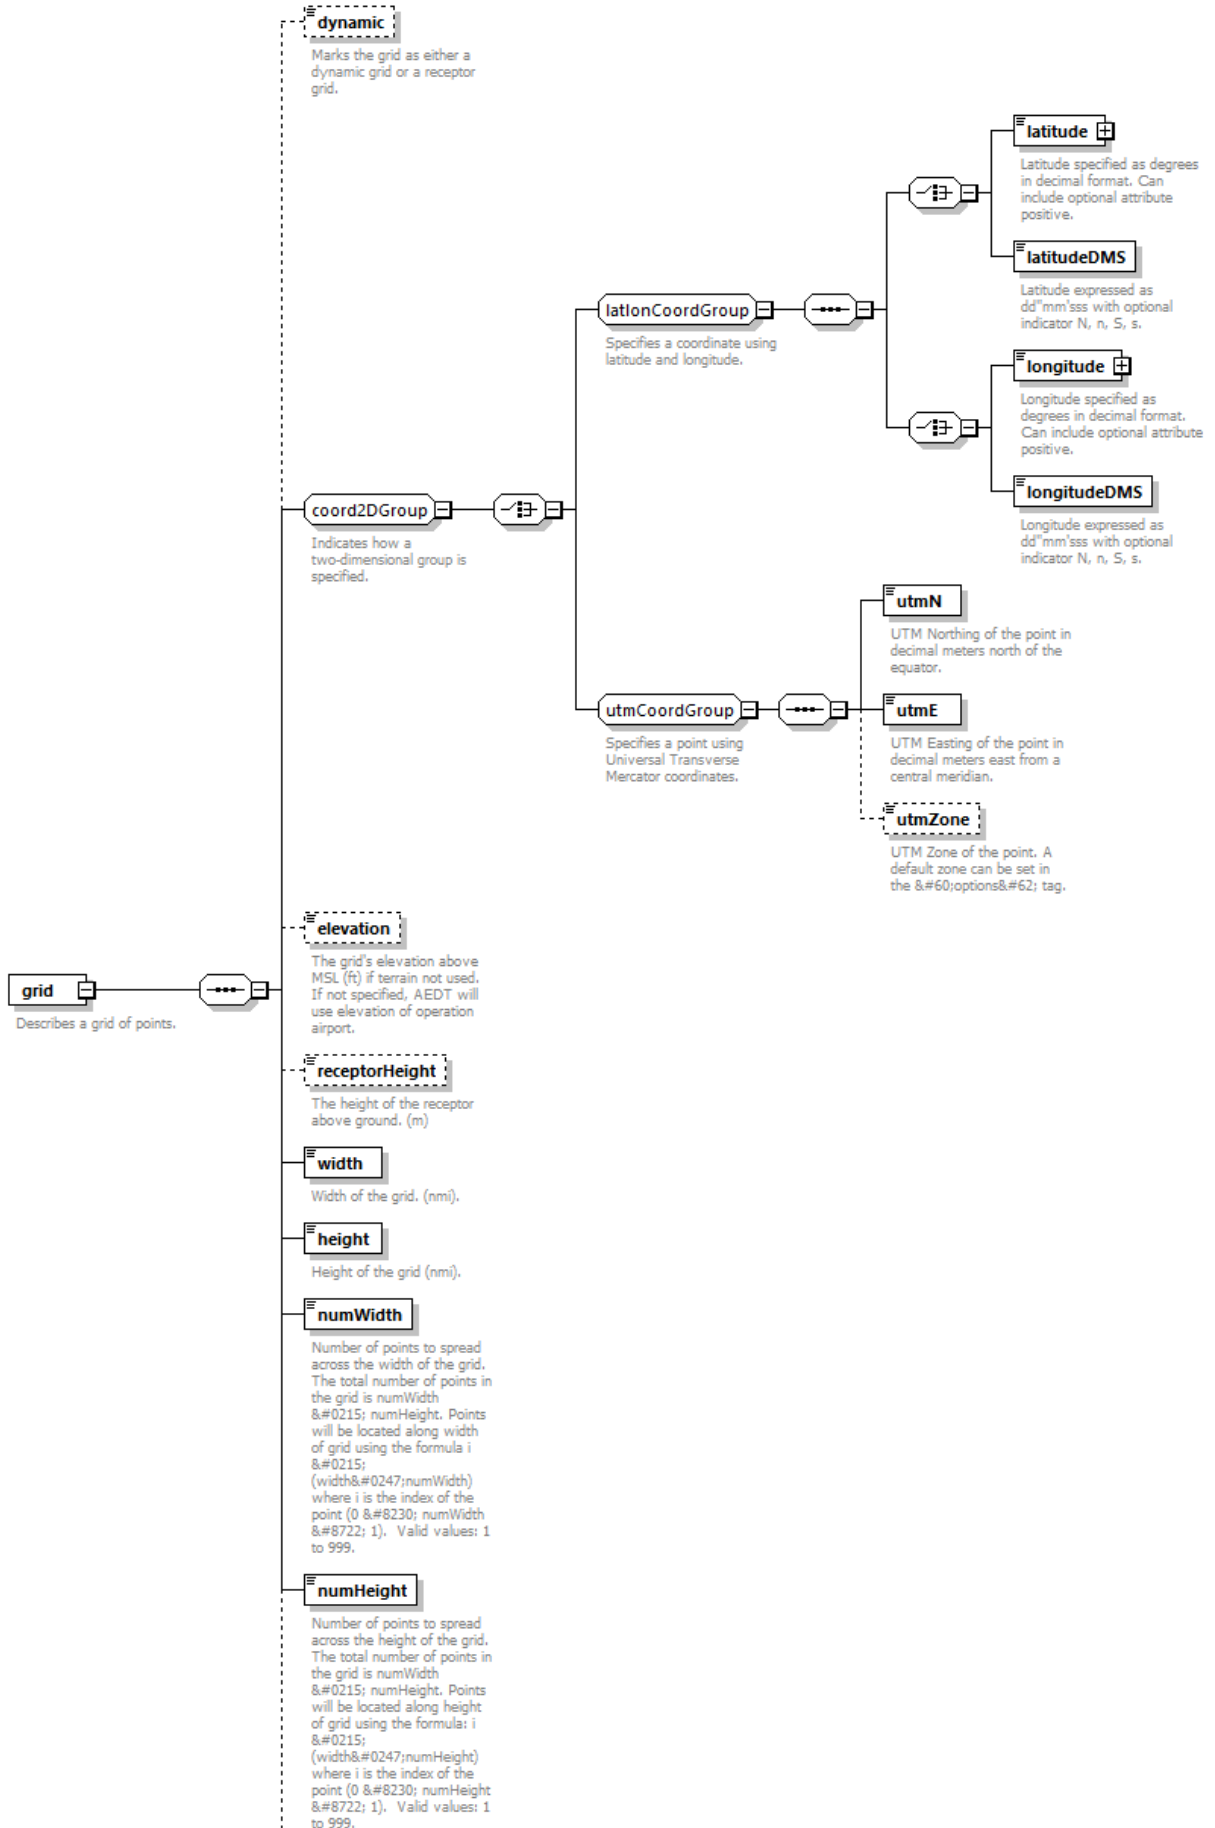 dynamic
Marks the grid as either a
dynamic grid or a receptor
grid.
latitude
Latitude specified as degrees
in decimal format. Can
include optional attribute
positive.
latitudeDMS
Latitude expressed as
dd"mm'sss with optional
indicator N, n, S, s.
latlonCoordGroup
Specifies a coordinate using
latitude and longitude.
longitude
Longitude specified as
degrees in decimal format.
Can include optional attribute
positive.
longitudeDMS
Longitude expressed as
dd"mm'sss with optional
indicator N, n, S, s.
coord2DGroup
Indicates how a
two-dimensional group is
specified.
utmN
UTM Northing of the point in
decimal meters north of the
equator.
utmCoordGroup
Specifies a point using
Universal Transverse
Mercator coordinates.
utmE
UTM Easting of the point in
decimal meters east from a
central meridian.
utmZone
UTM Zone of the point. A
default zone can be set in
the &#60;options&#62; tag.
elevation
The grid's elevation above
MSL (ft) if terrain not used.
If not specified, AEDT will
use elevation of operation
airport.
grid
Describes a grid of points.
receptorHeight
The height of the receptor
above ground. (m)
width
Width of the grid. (nmi).
height
Height of the grid (nmi).
numWidth
Number of points to spread
across the width of the grid.
The total number of points in
the grid is numWidth
&#0215; numHeight. Points
will be located along width
of grid using the formula i
&#0215;
(width&#0247;numWidth)
where i is the index of the
point (0 &#8230; numWidth
&#8722; 1).  Valid values: 1
to 999.
numHeight
Number of points to spread
across the height of the grid.
The total number of points in
the grid is numWidth
&#0215; numHeight. Points
will be located along height
of grid using the formula: i
&#0215;
(width&#0247;numHeight)
where i is the index of the
point (0 &#8230; numHeight
&#8722; 1).  Valid values: 1
to 999.